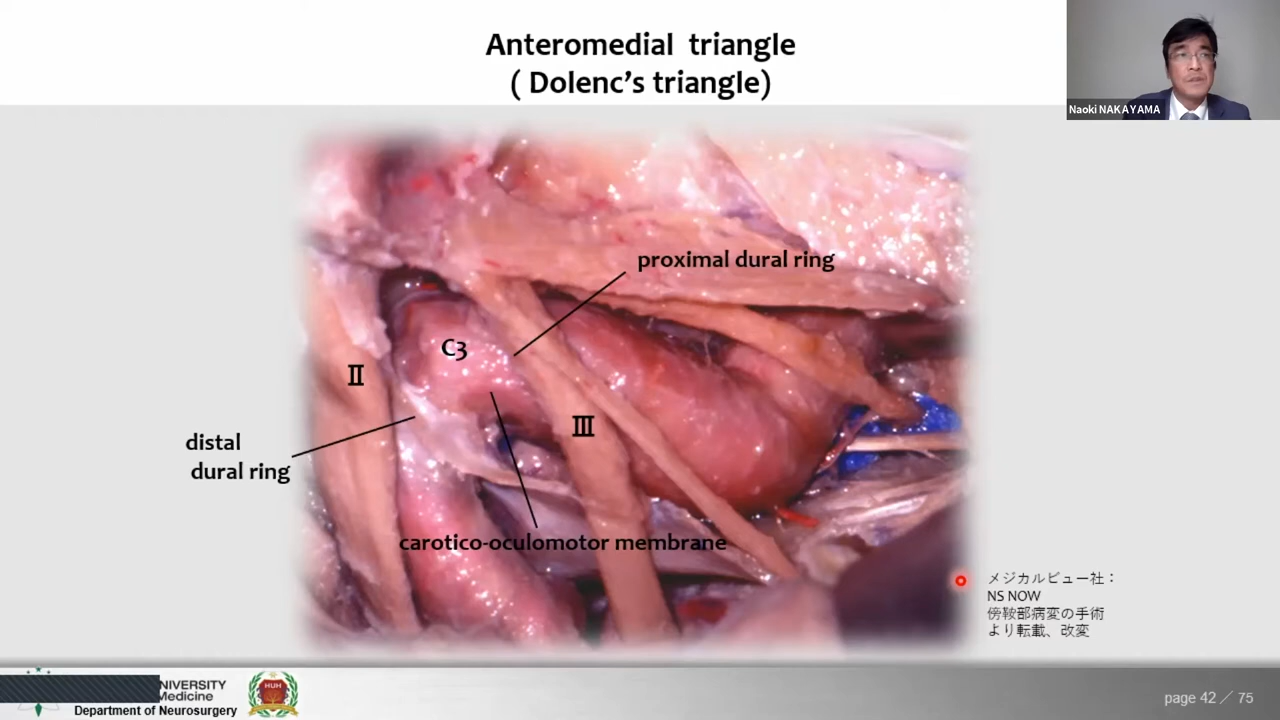 Anteromedial triangle
( Dolenc’s triangle)
Naoki NAKAYAMA
proximal dural ring
C3
II
III
distal
dural ring
carotico-oculomotor membrane
メジカルビュー社：
NS NOW
傍鞍部病変の手術
より転載、改変
NIVERSITY
Medicine
Department of Neurosurgery
HUH
page 42 ／ 75